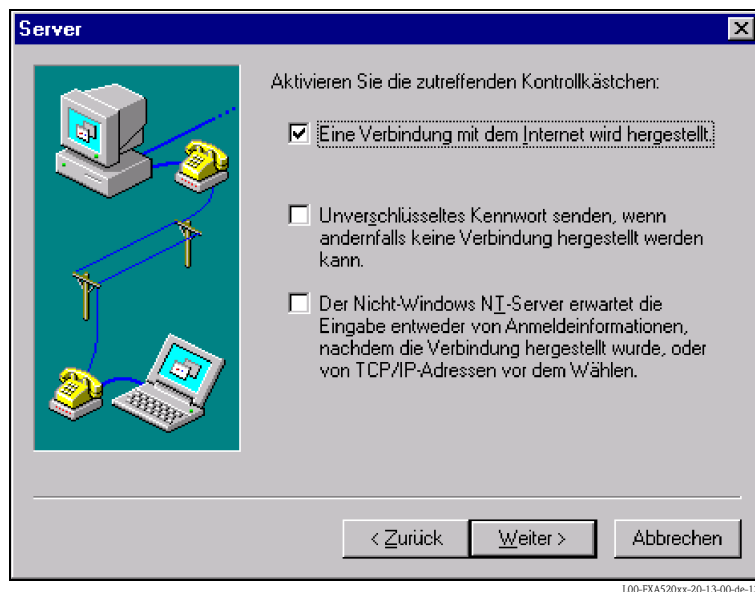 Server
Aktivieren Sie die zutreffenden Kontrollkästchen:
Eine Verbindung mit dem Internet wird hergestellt.
Unverschlüsseltes Kennwort senden, wenn
andernfalls keine Verbindung hergestellt werden
kann.
Der Nicht-Windows NT-Server erwartet die
Eingabe entweder von Anmeldeinformationen,
nachdem die Verbindung hergestellt wurde, oder
von TCP/IP-Adressen vor dem Wählen.
< Zurück
Weiter >
Abbrechen